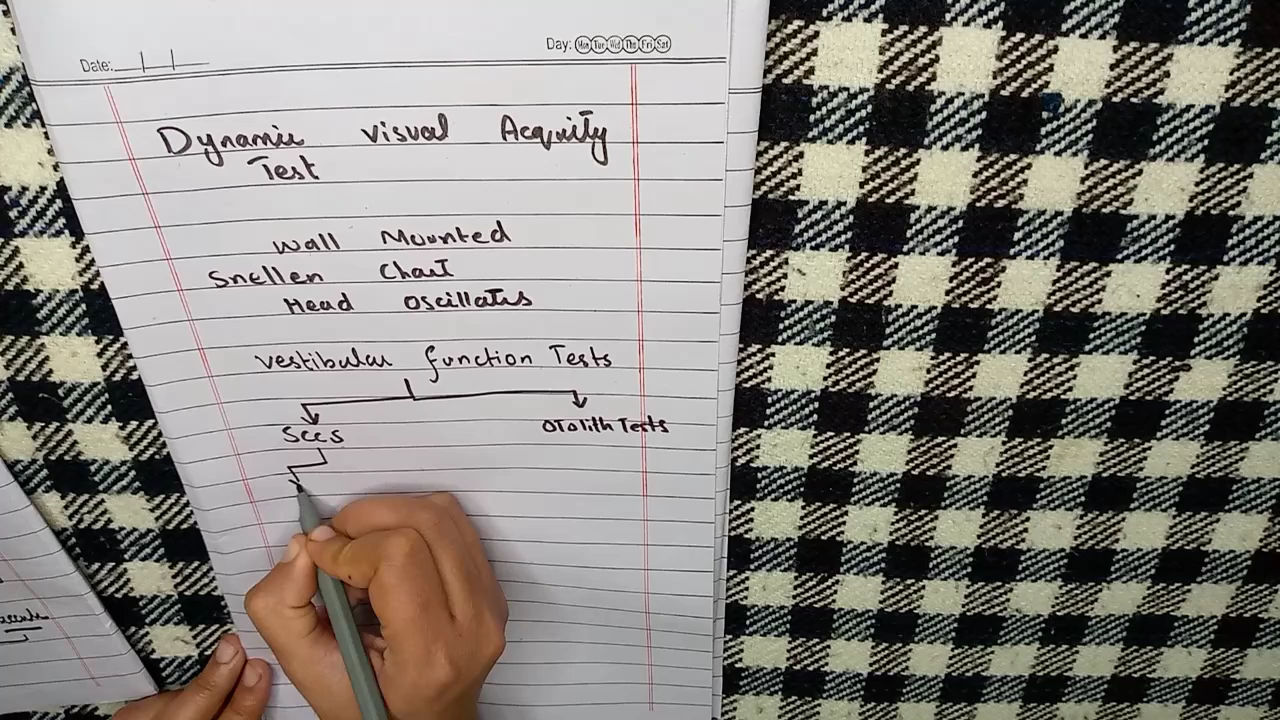 Day: Mon Tue Wed Thu Fri Sat
Date:
Dynamic visual Acquity
Test
Wall Mounted
Snellen Chart
Head oscillates
Vestibular function Tests
Sccs
OTolith Tests